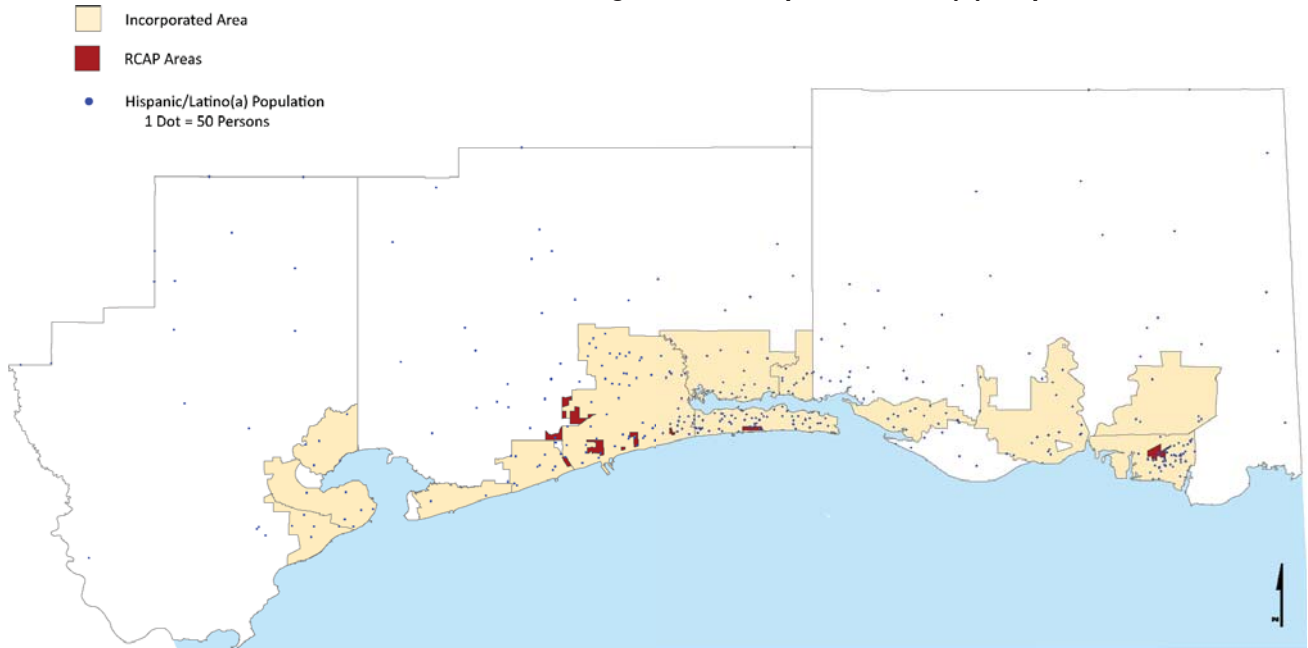 Incorporated Area
RCAP Areas
Hispanic/Latino(a) Population
1 Dot = 50 Persons
N